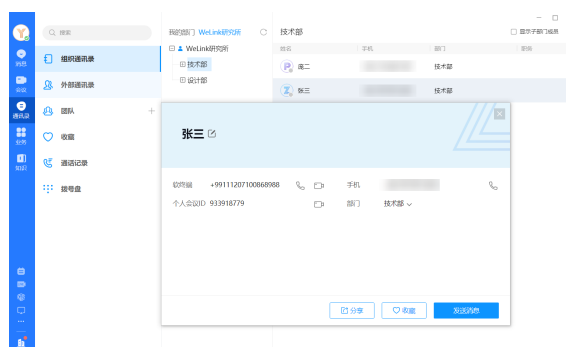 搜索
我的部门 WeLink研究所
技术部
显示子部门成员
消息
会议
通讯录
业务
知识
组织通讯录
外部通讯录
团队
收藏
通话记录
拨号盘
WeLink研究所
技术部
设计部
姓名 手机 部门 职务
庞二 技术部
张三 技术部
张三
软终端 +99111207100868988 手机
个人会议ID 933918779 部门 技术部
分享 收藏 发送消息